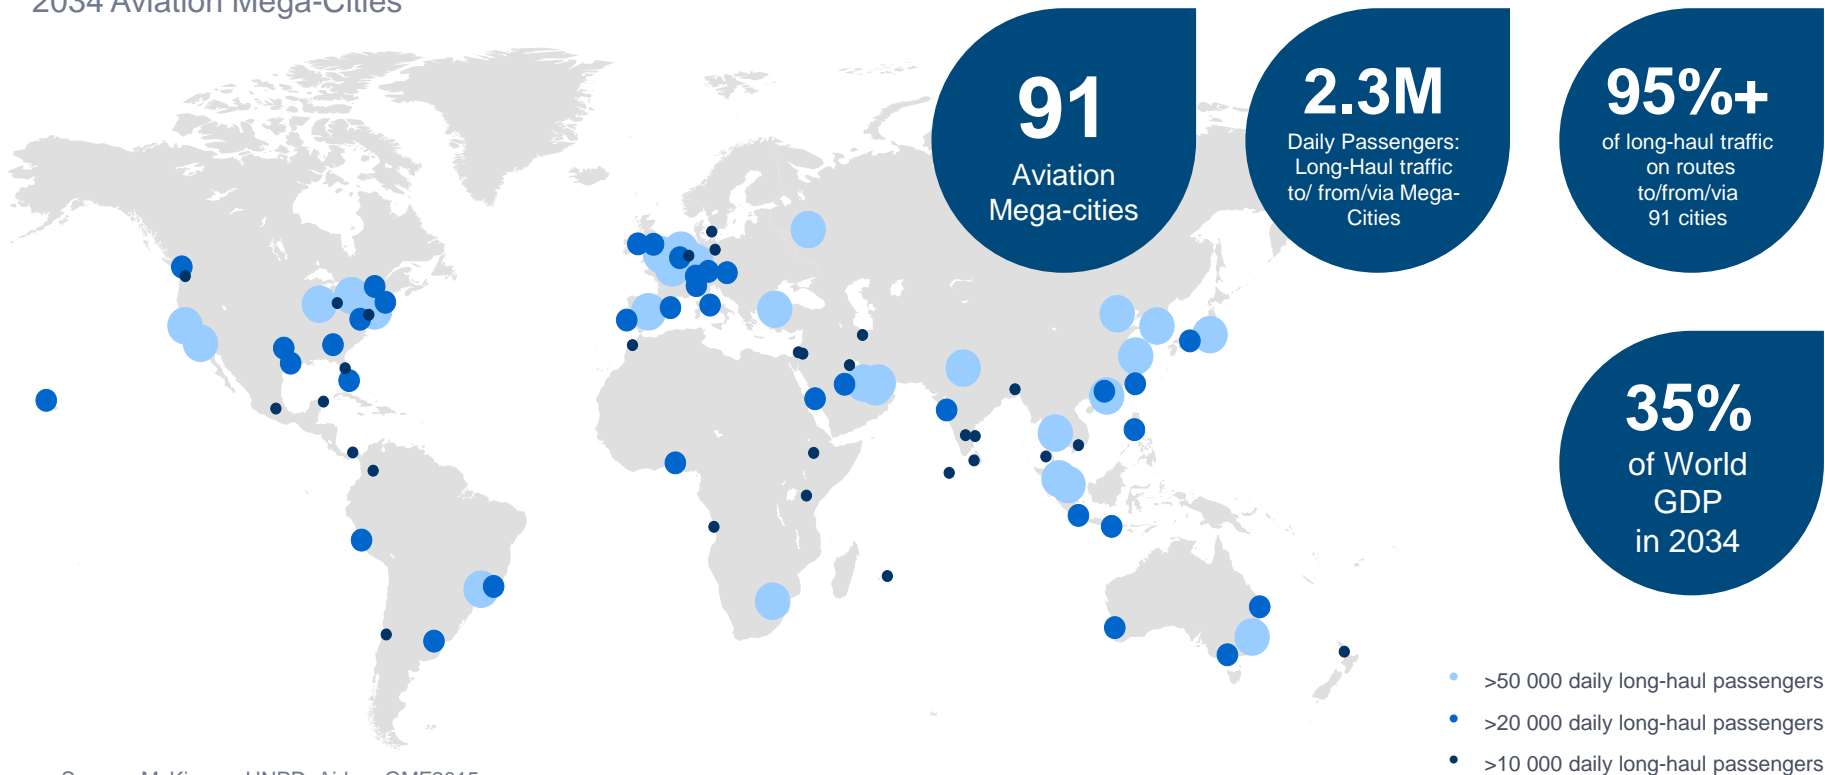 2034 Aviation Mega-Cities
91
Aviation
Mega-cities
2.3M
Daily Passengers:
Long-Haul traffic
to/ from/via Mega-
Cities
95%+
of long-haul traffic
on routes
to/from/via
91 cities
35%
of World
GDP
in 2034
>50 000 daily long-haul passengers
>20 000 daily long-haul passengers
>10 000 daily long-haul passengers